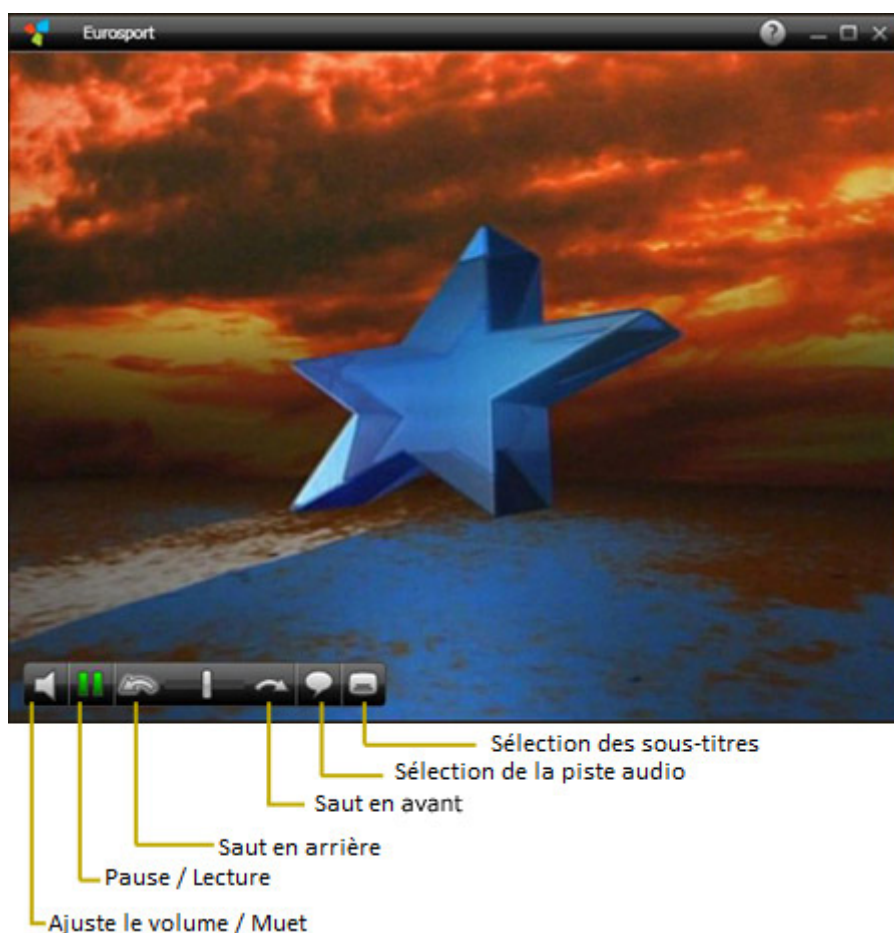 Eurosport
Sélection des sous-titres
Sélection de la piste audio
Saut en avant
Saut en arrière
Pause / Lecture
Ajuste le volume / Muet